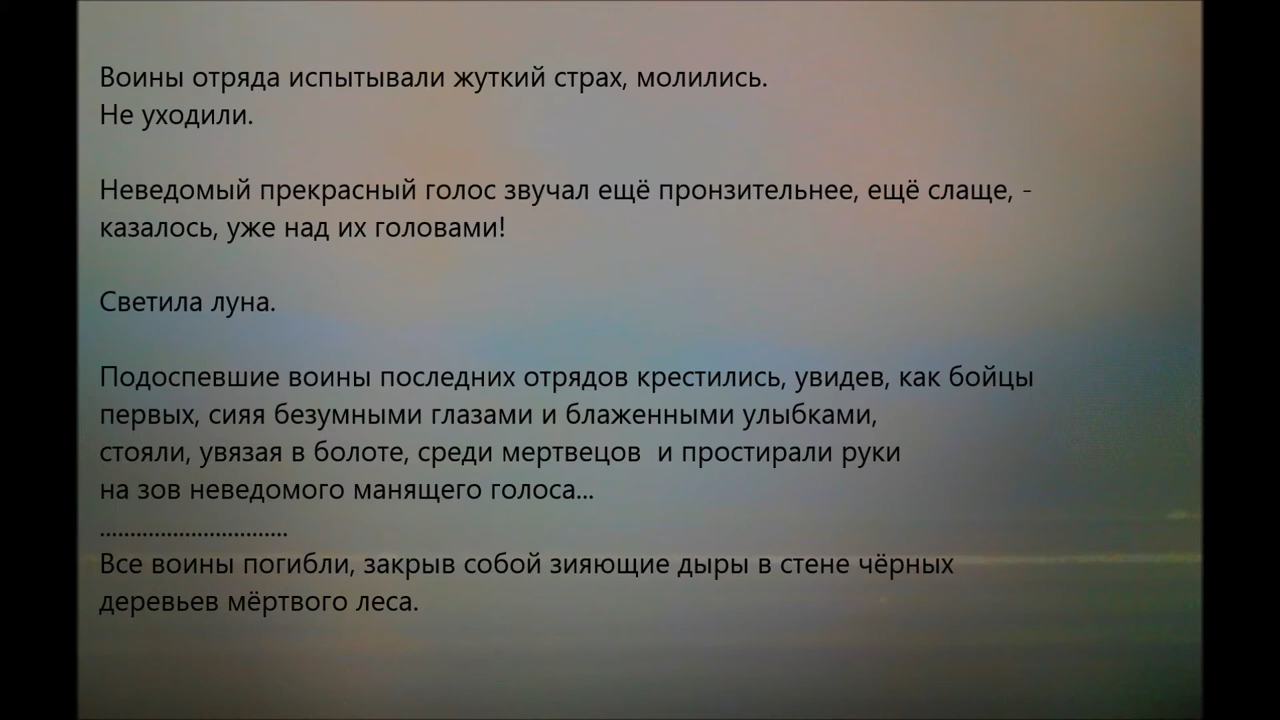 Воины отряда испытывали жуткий страх, молились.
Не уходили.
Неведомый прекрасный голос звучал ещё пронзительнее, ещё слаще, -
казалось, уже над их головами!
Светила луна.
Подоспевшие воины последних отрядов крестились, увидев, как бойцы
первых, сияя безумными глазами и блаженными улыбками,
стояли, увязая в болоте, среди мертвецов  и простирали руки
на зов неведомого манящего голоса...
...............................
Все воины погибли, закрыв собой зияющие дыры в стене чёрных
деревьев мёртвого леса.